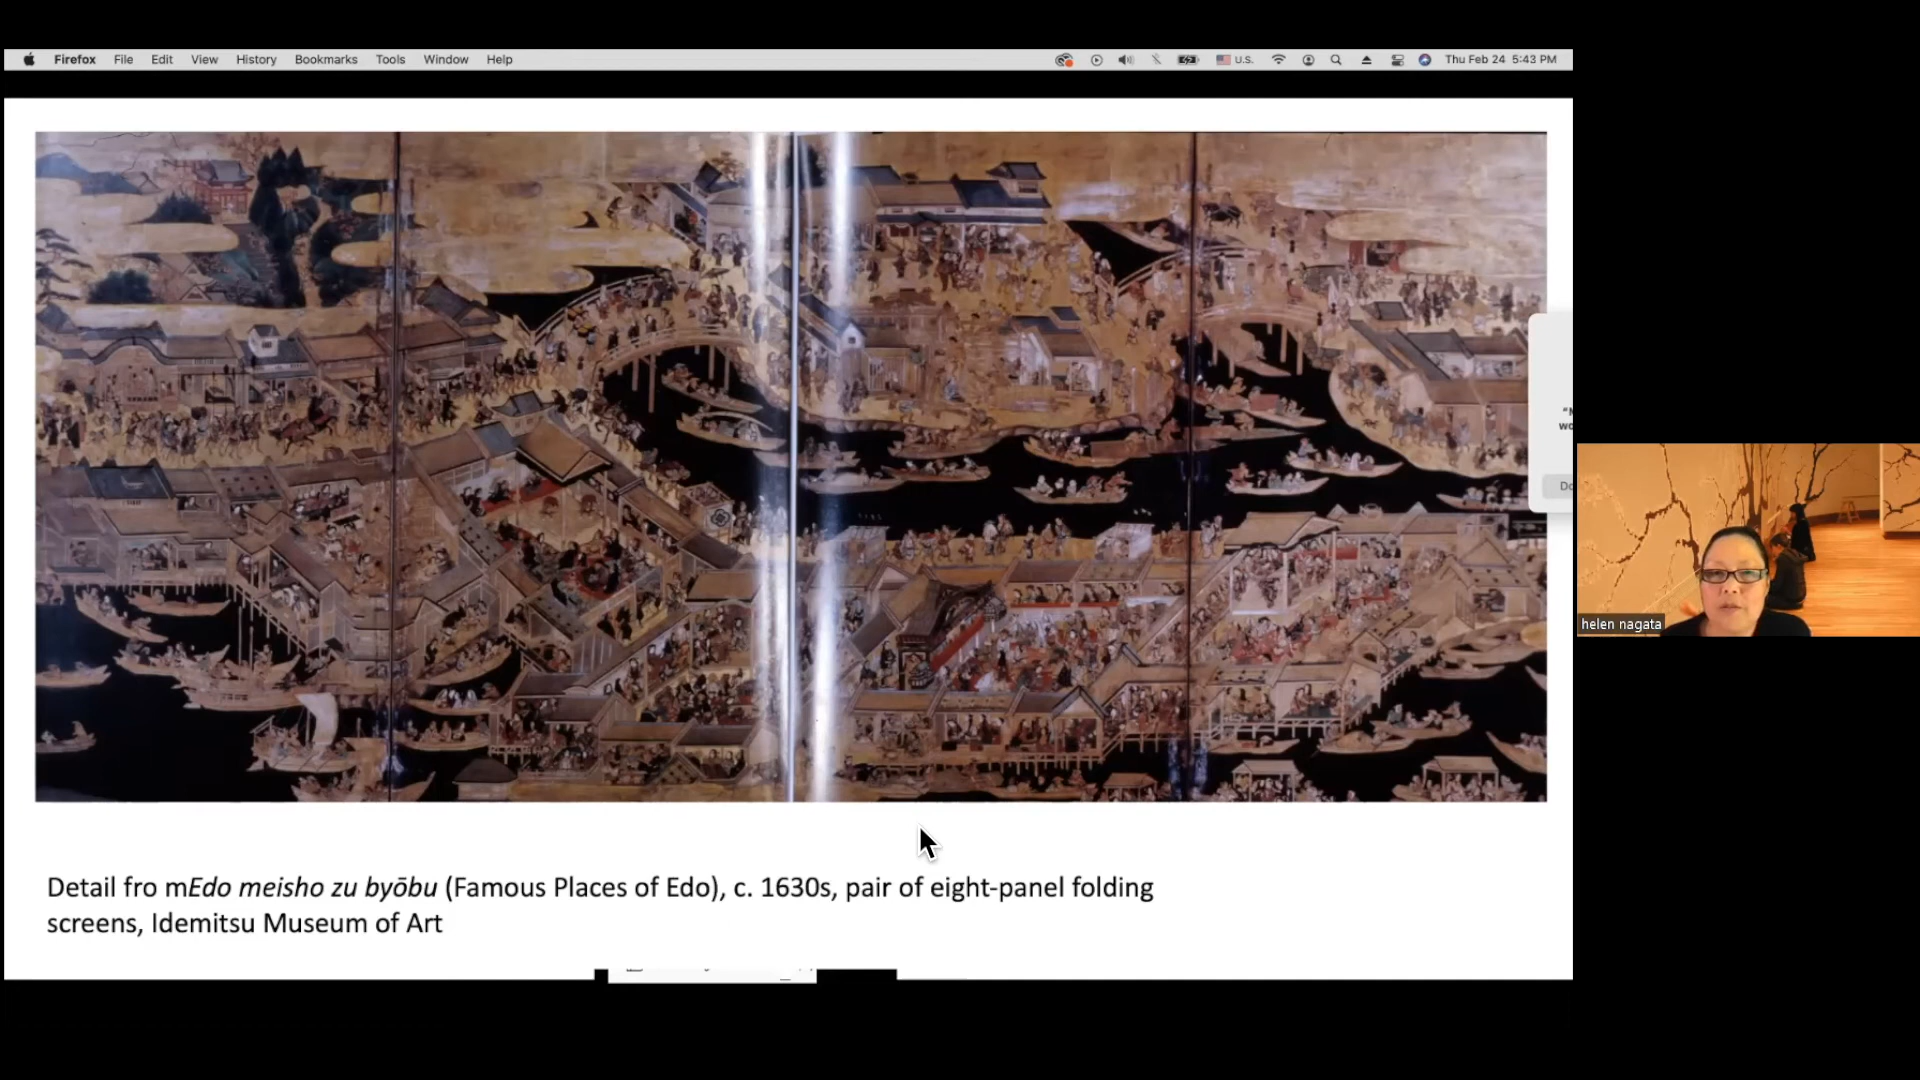 Firefox File Edit View History Bookmarks Tools Window Help U.S. Thu Feb 24 5:43 PM
helen nagata
Detail fro mEdo meisho zu byōbu (Famous Places of Edo), c. 1630s, pair of eight-panel folding
screens, Idemitsu Museum of Art